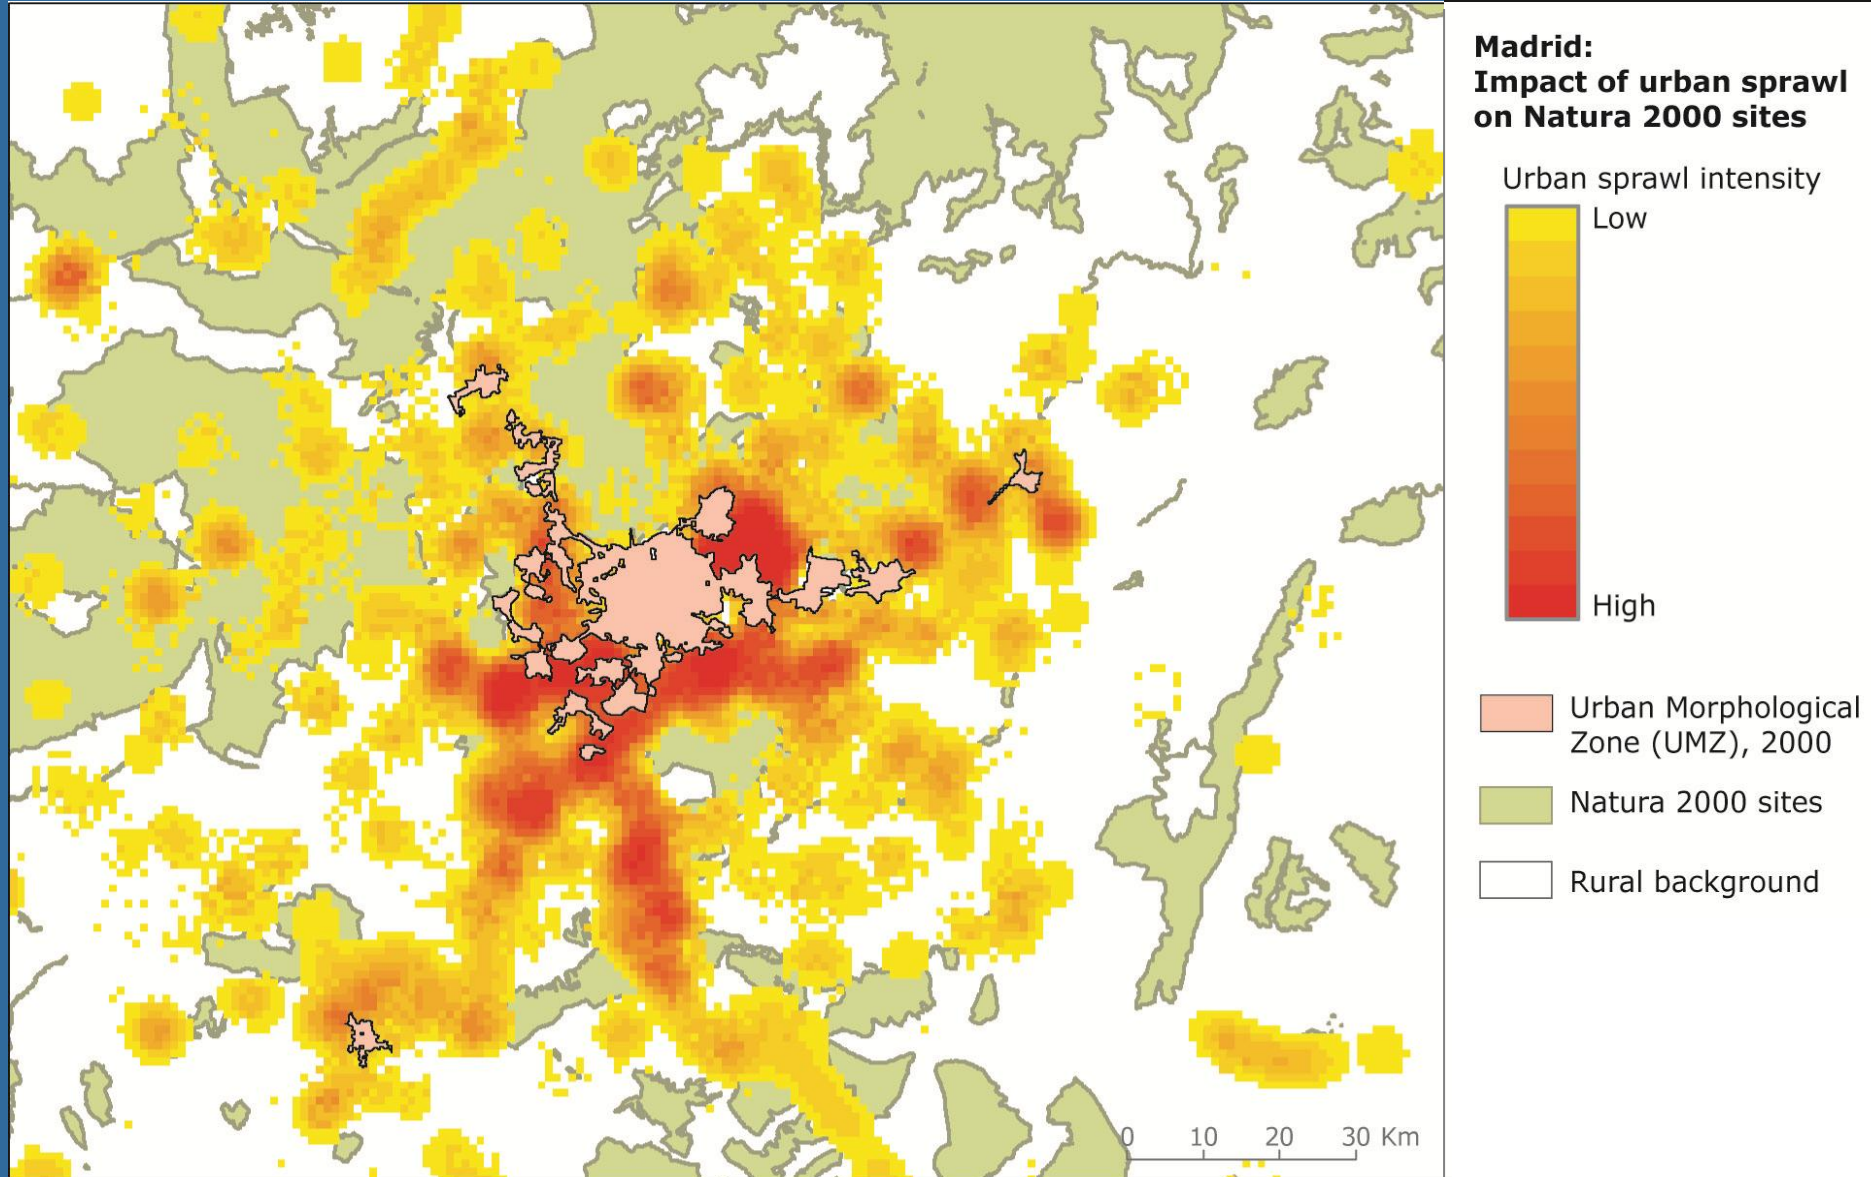 Madrid:
Impact of urban sprawl
on Natura 2000 sites
Urban sprawl intensity
Low
High
Urban Morphological
Zone (UMZ), 2000
Natura 2000 sites
Rural background
0 10 20 30 Km